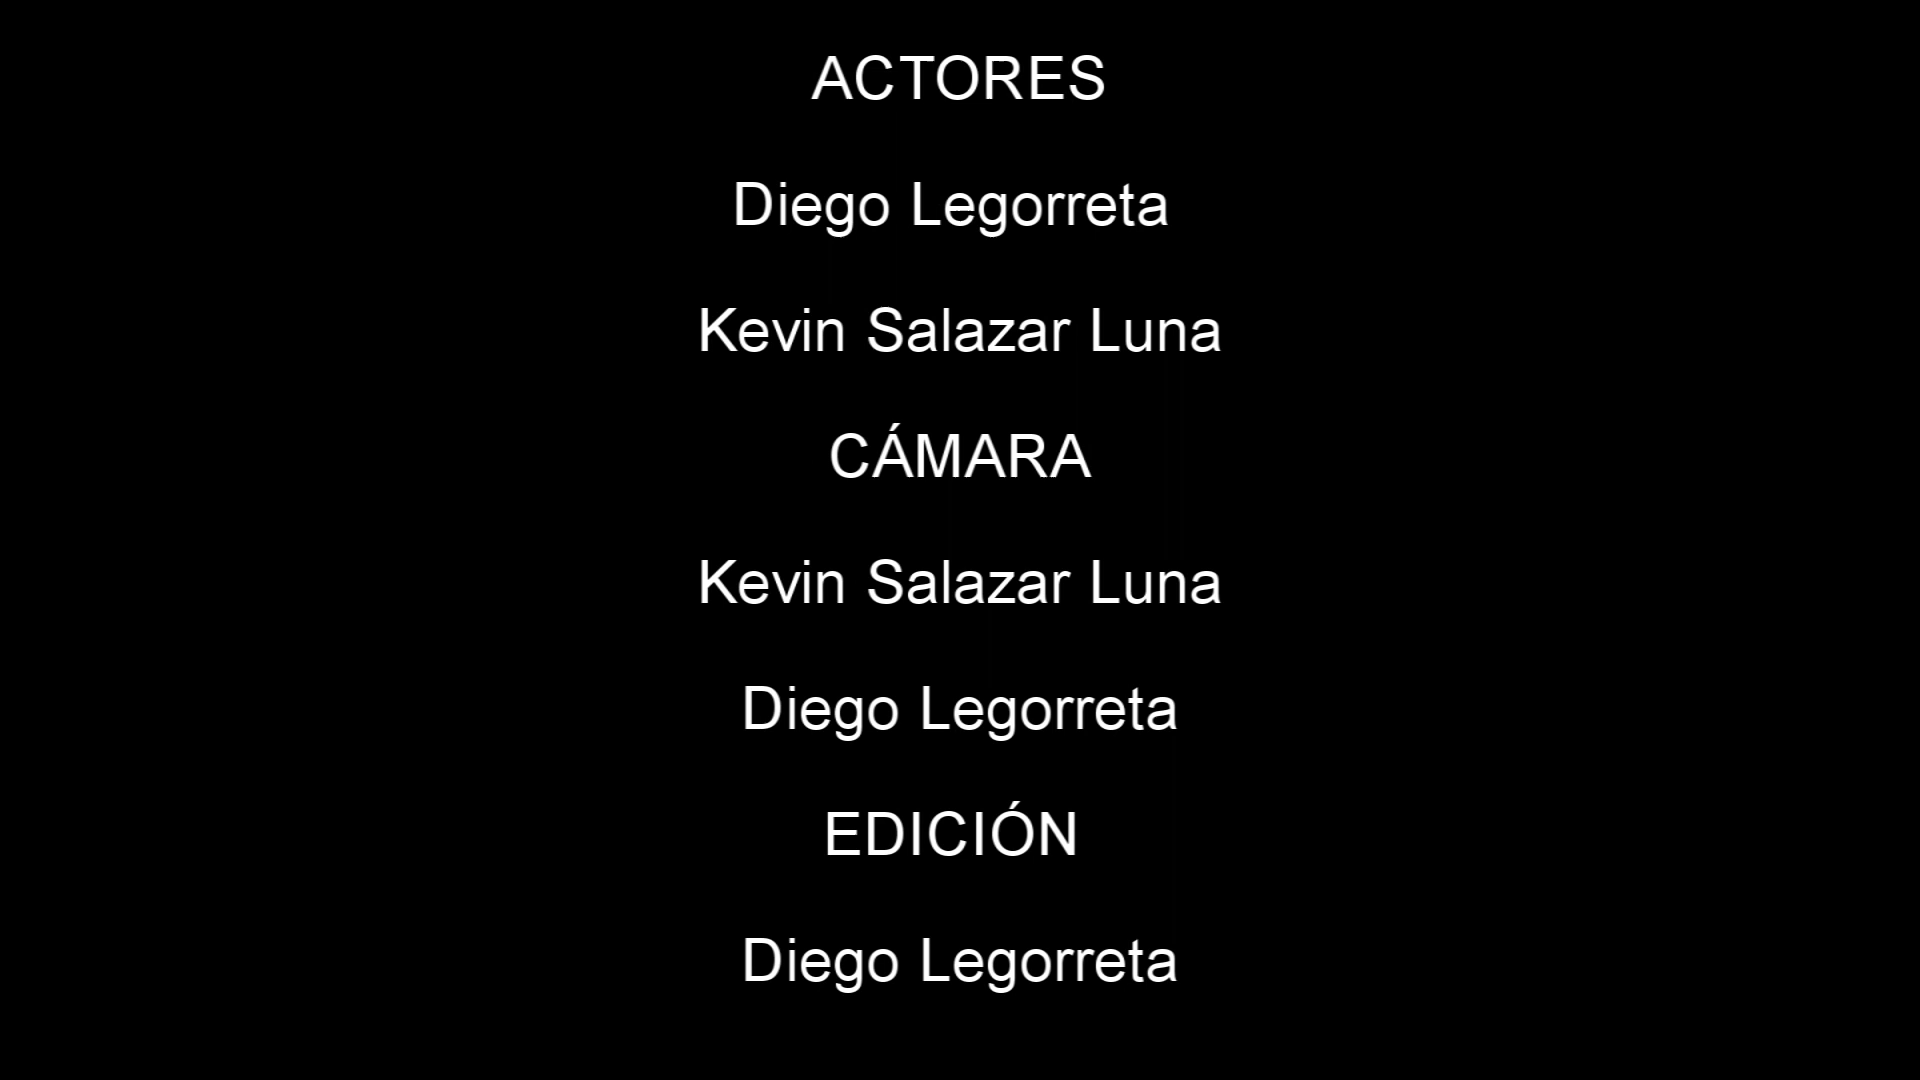 ACTORES
Diego Legorreta
Kevin Salazar Luna
CÁMARA
Kevin Salazar Luna
Diego Legorreta
EDICIÓN
Diego Legorreta